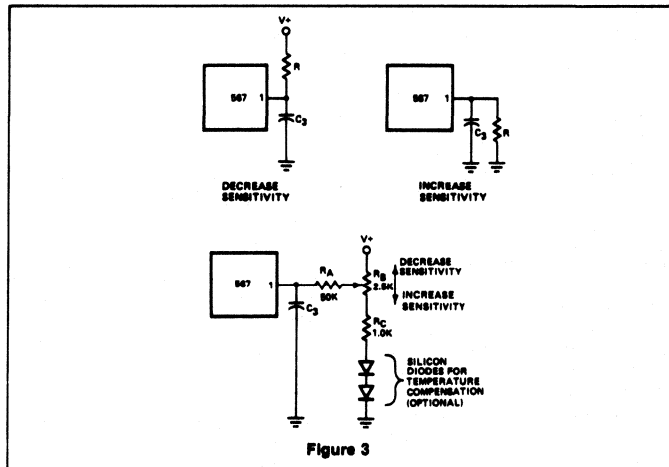 V+
R
567 1
C3
DECREASE
SENSITIVITY
567 1
C3
R
INCREASE
SENSITIVITY
V+
567 1
RA
50K
C3
RB
2.5K
DECREASE
SENSITIVITY
INCREASE
SENSITIVITY
RC
1.0K
SILICON
DIODES FOR
TEMPERATURE
COMPENSATION
(OPTIONAL)
Figure 3